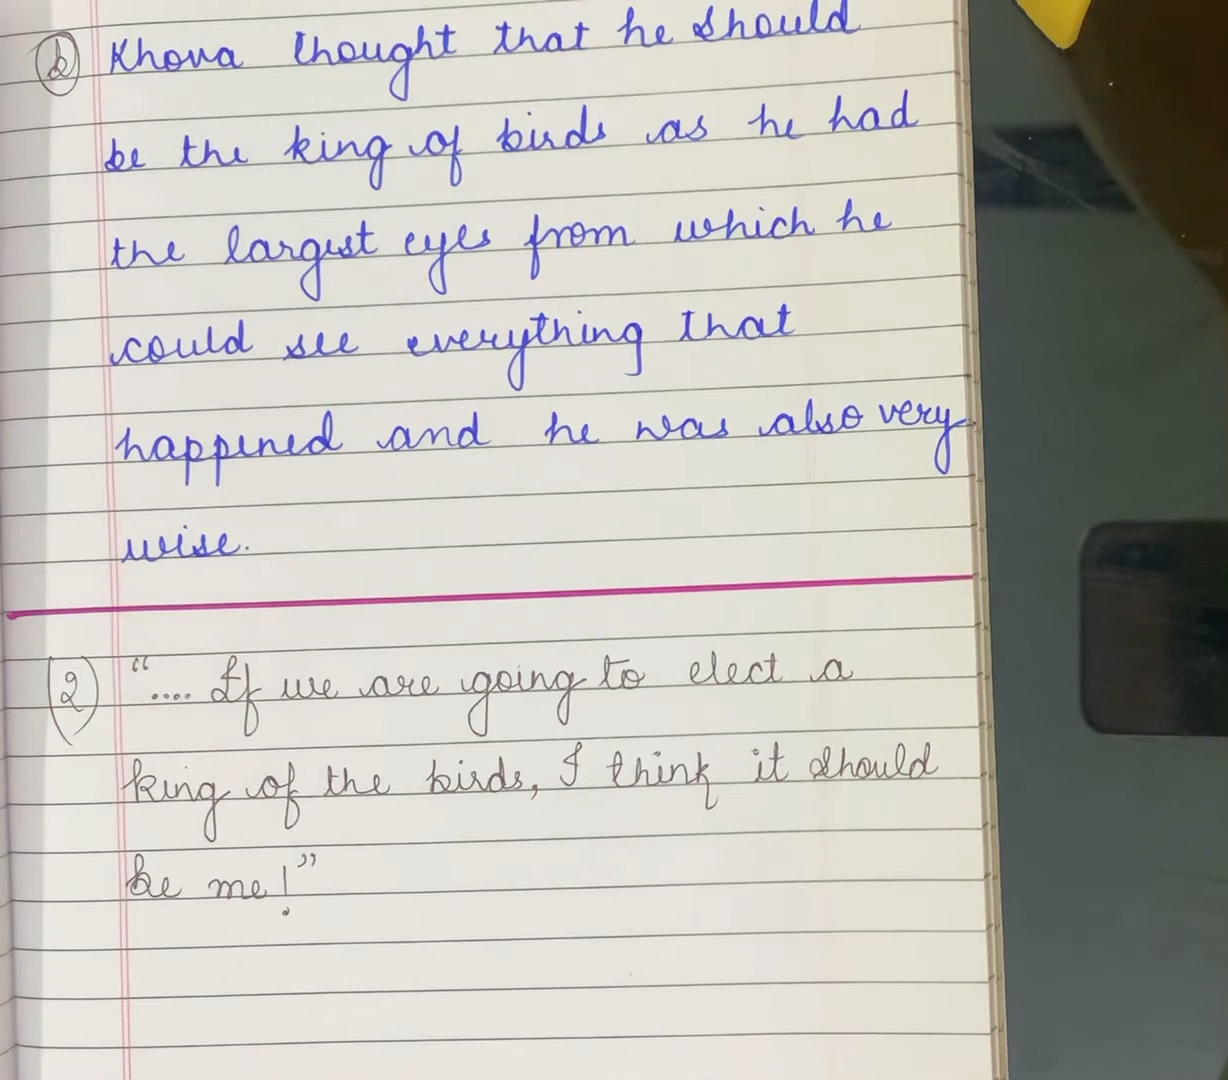 (b) Khova thought that he should
be the king of birds as he had
the largest eyes from which he
could see everything that
happened and he was also very
wise.
(2) ".... If we are going to elect a
king of the birds, I think it should
be me!"